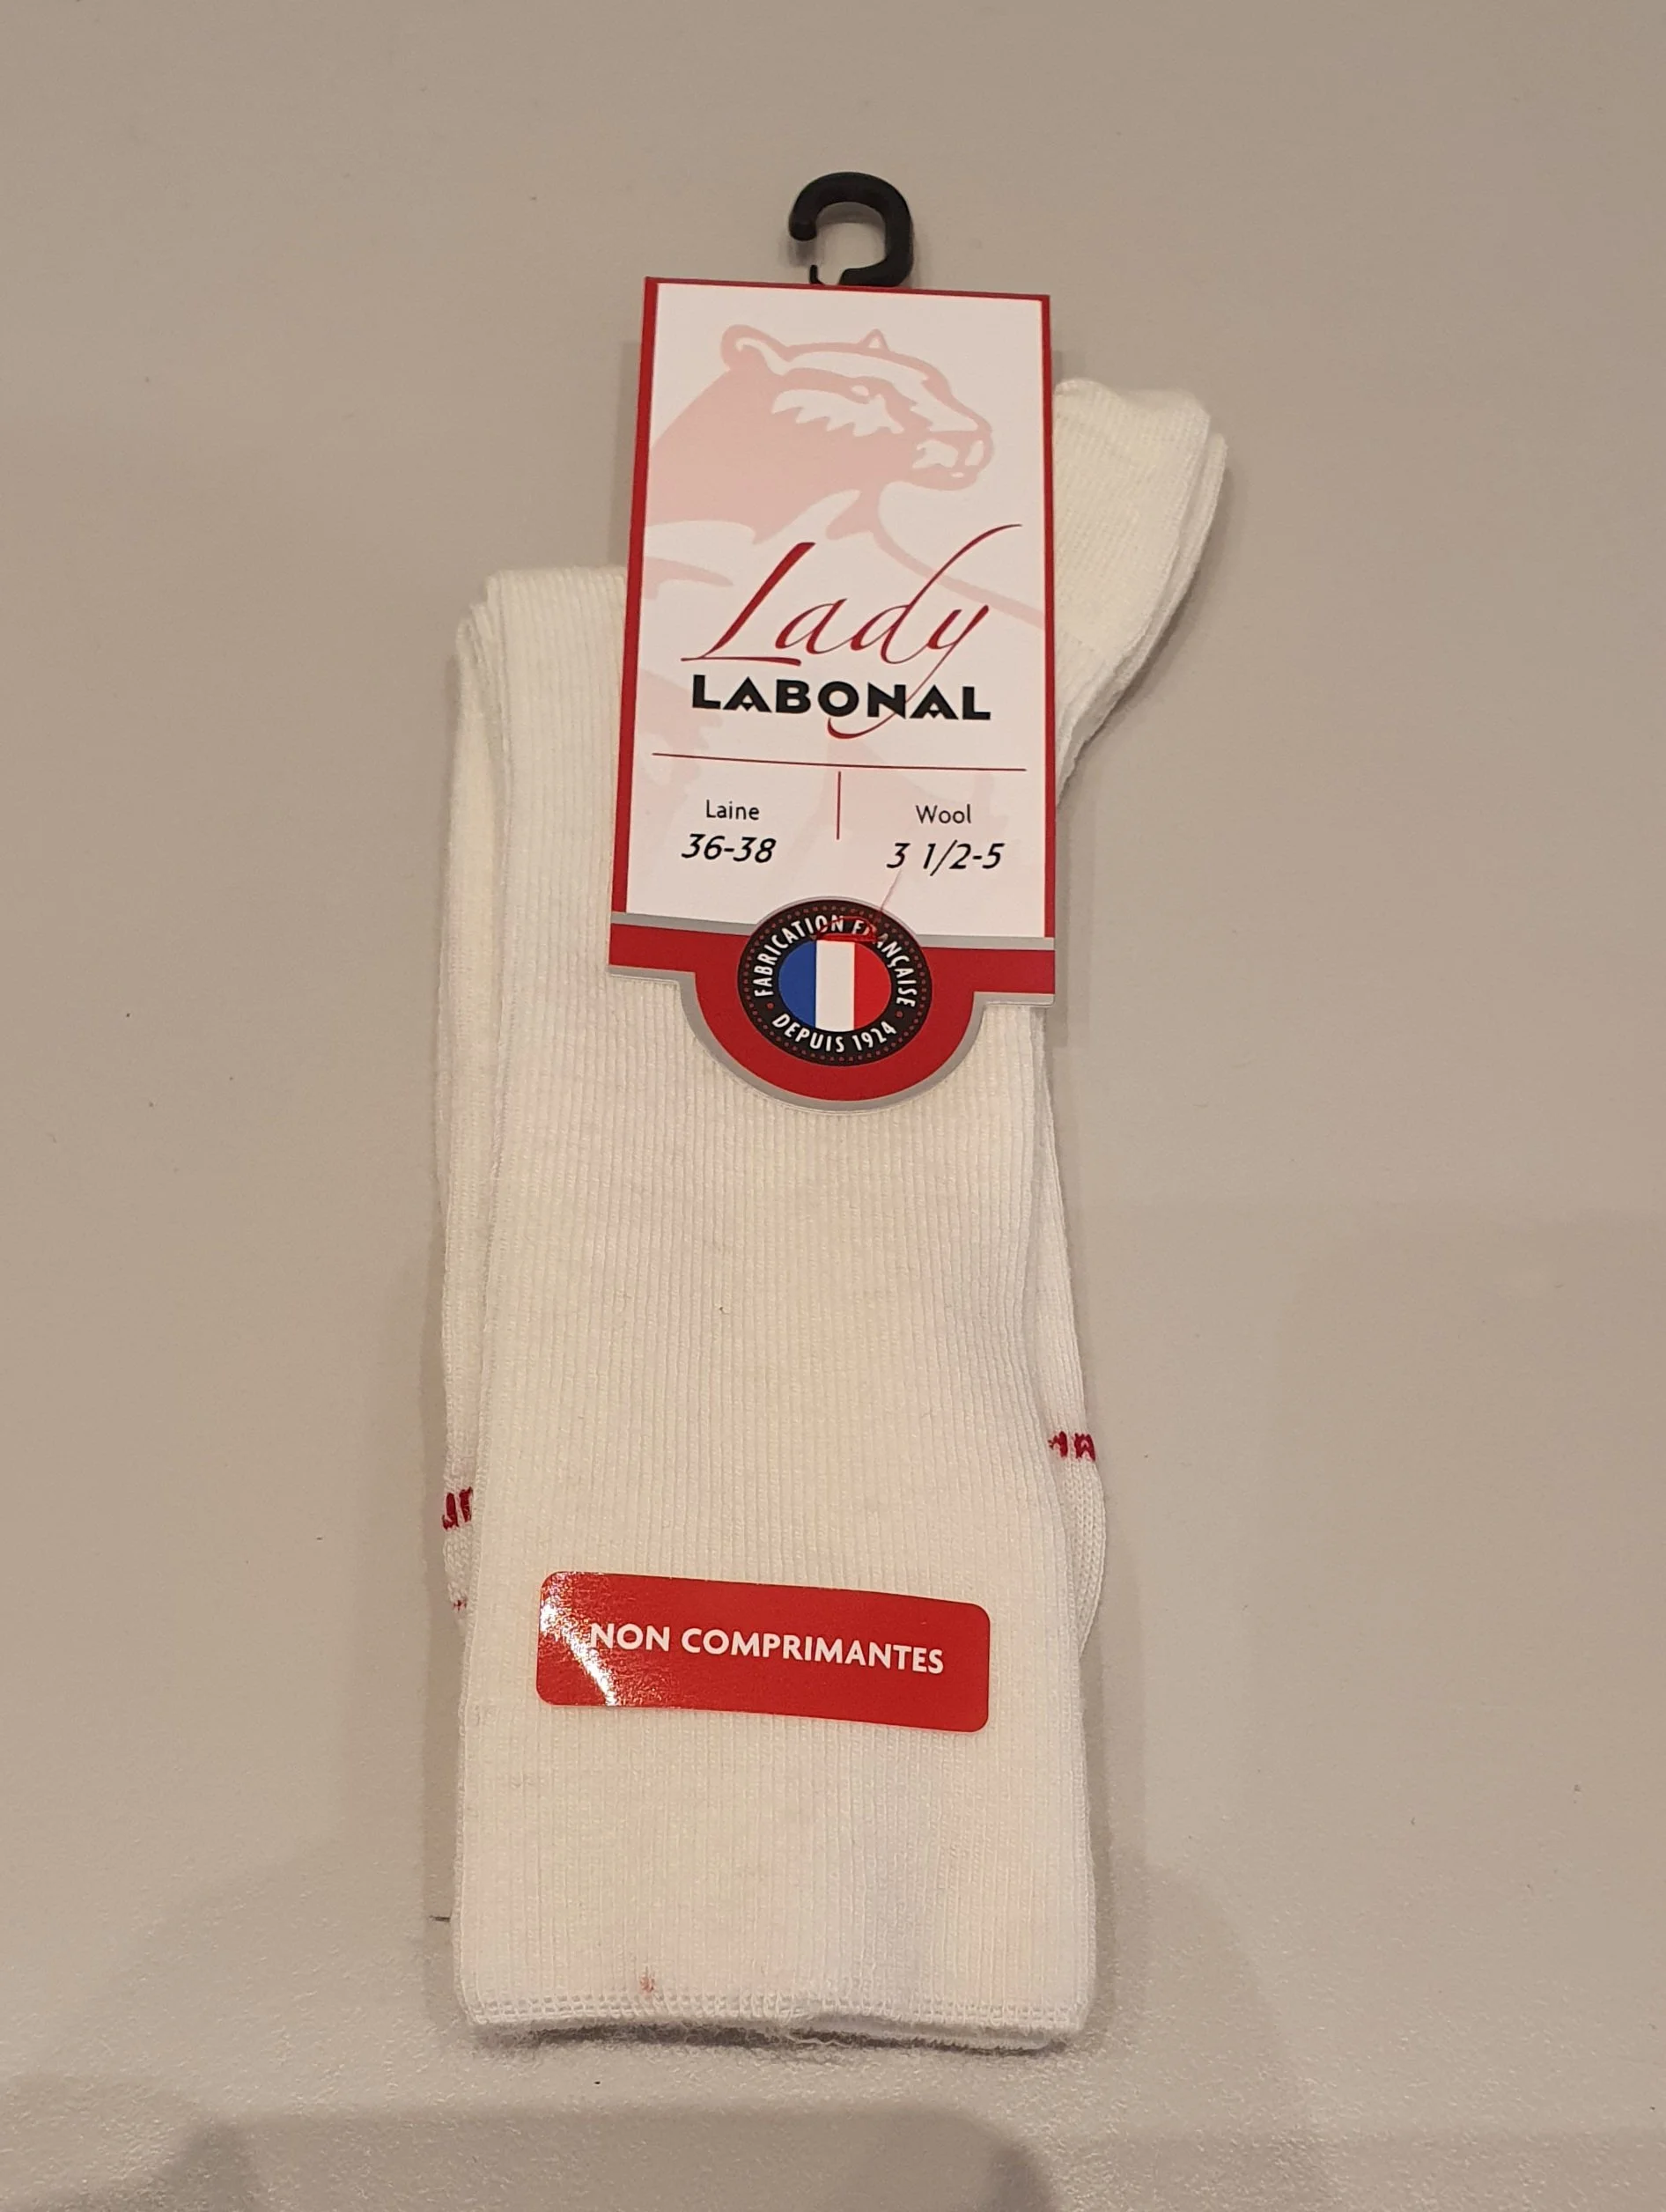 Lady
LABONAL
Laine
36-38
Wool
3 1/2-5
FABRICATION FRANÇAISE
DEPUIS 1924
NON COMPRIMANTES